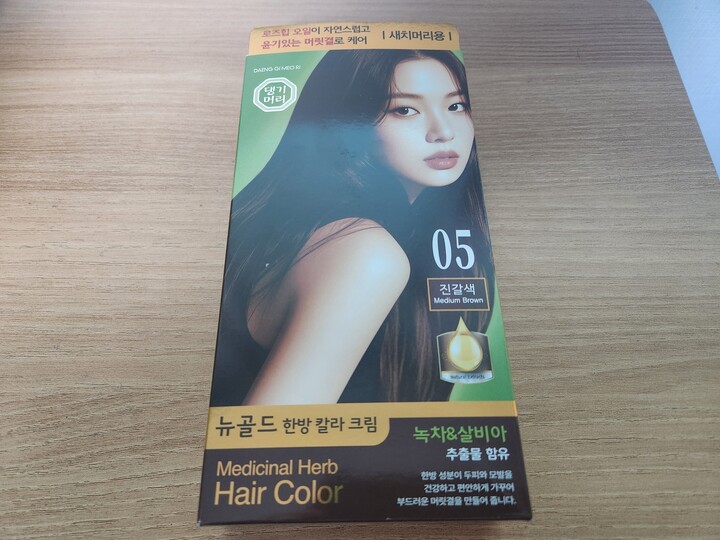 로즈힙 오일이 자연스럽고
윤기있는 머릿결로 케어
| 새치머리용 |
DAENG GI MEO RI
댕기
머리
05
진갈색
Medium Brown
Natural Extracts
뉴골드 한방 칼라 크림
Medicinal Herb
Hair Color
녹차&살비아
추출물 함유
한방 성분이 두피와 모발을
건강하고 편안하게 가꾸어
부드러운 머릿결을 만들어 줍니다.